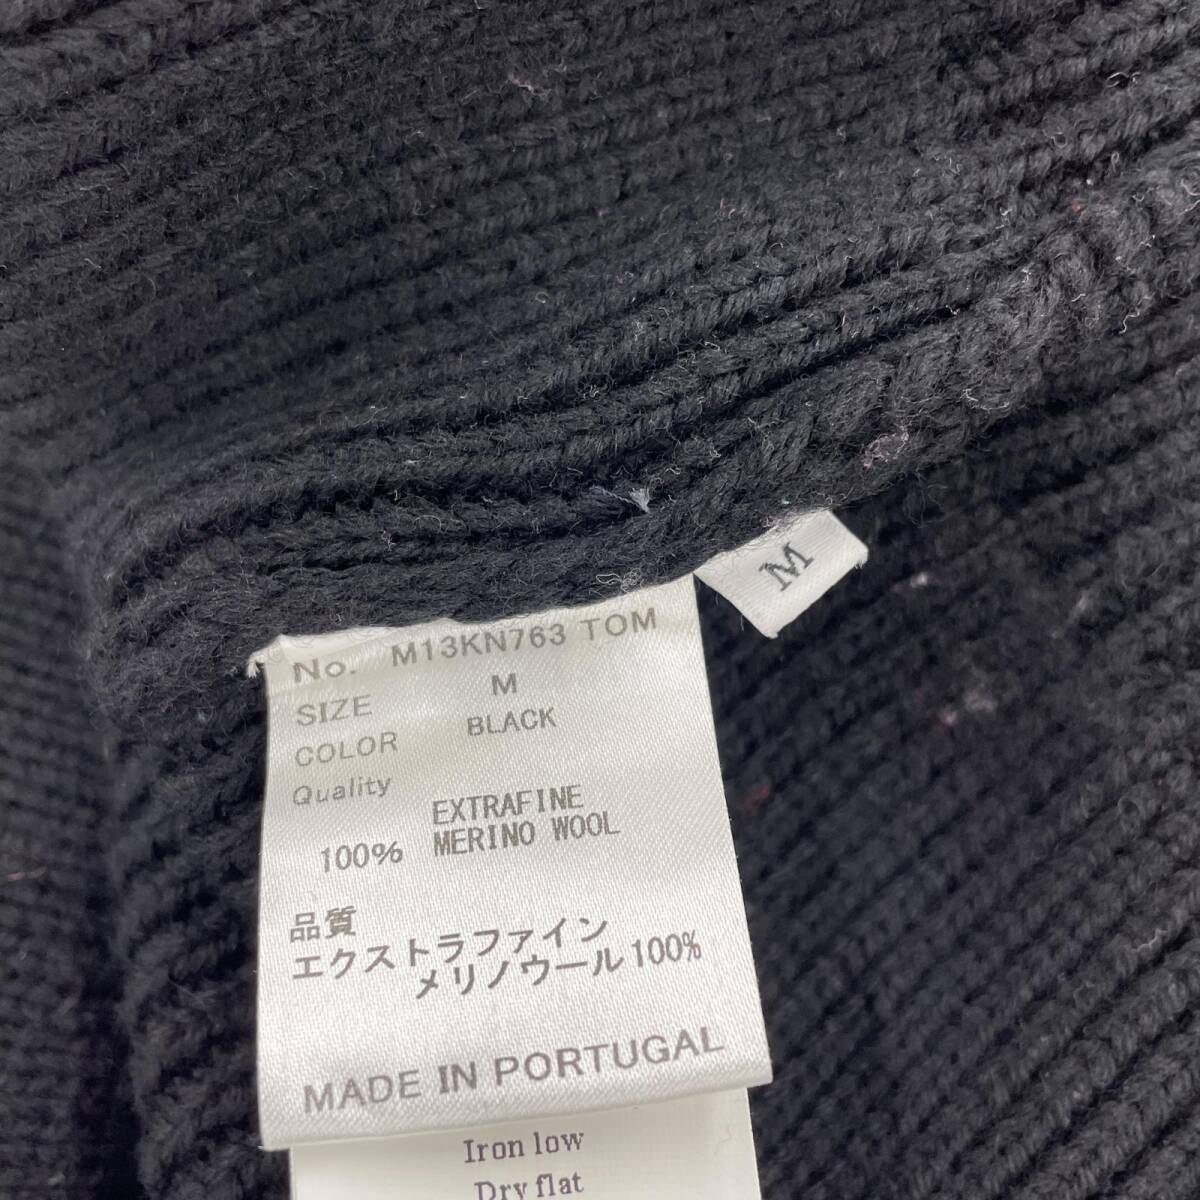 M
No. M13KN763 TOM
SIZE M
COLOR BLACK
Quality
EXTRAFINE
100% MERINO WOOL
品質
エクストラファイン
メリノウール100%
MADE IN PORTUGAL
Iron low
Dry flat